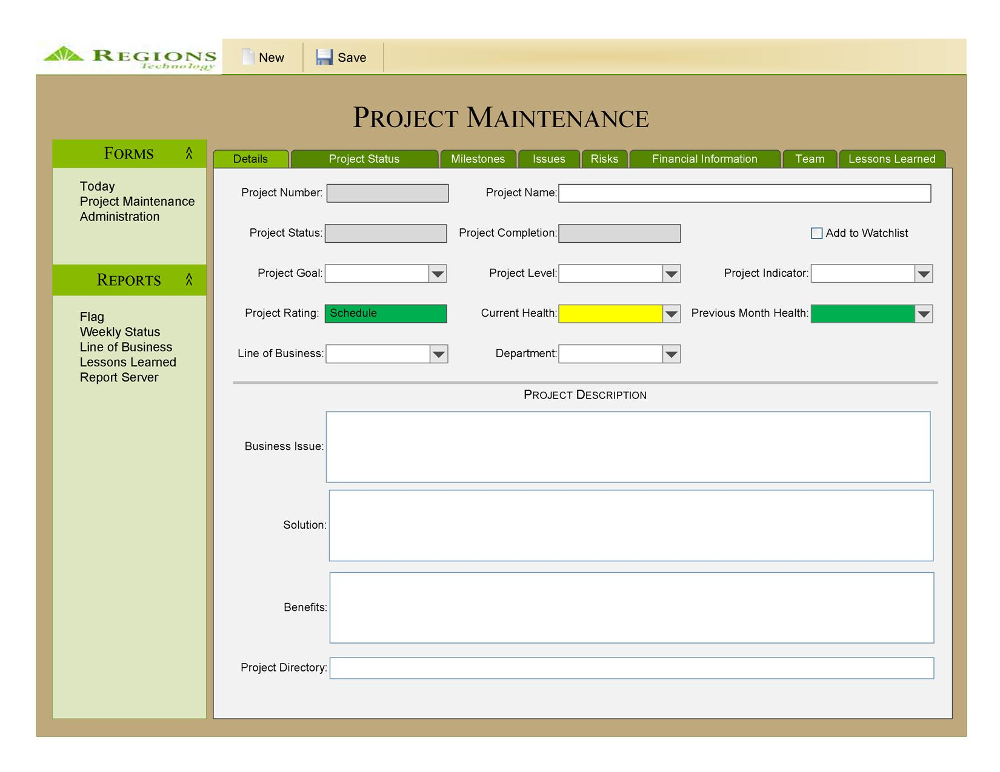 REGIONS
Technology
New
Save
PROJECT MAINTENANCE
FORMS
Today
Project Maintenance
Administration
REPORTS
Flag
Weekly Status
Line of Business
Lessons Learned
Report Server
Details
Project Status
Milestones
Issues
Risks
Financial Information
Team
Lessons Learned
Project Number:
Project Name:
Project Status:
Project Completion:
Add to Watchlist
Project Goal:
Project Level:
Project Indicator:
Project Rating:
Schedule
Current Health:
Previous Month Health:
Line of Business:
Department:
PROJECT DESCRIPTION
Business Issue:
Solution:
Benefits:
Project Directory: